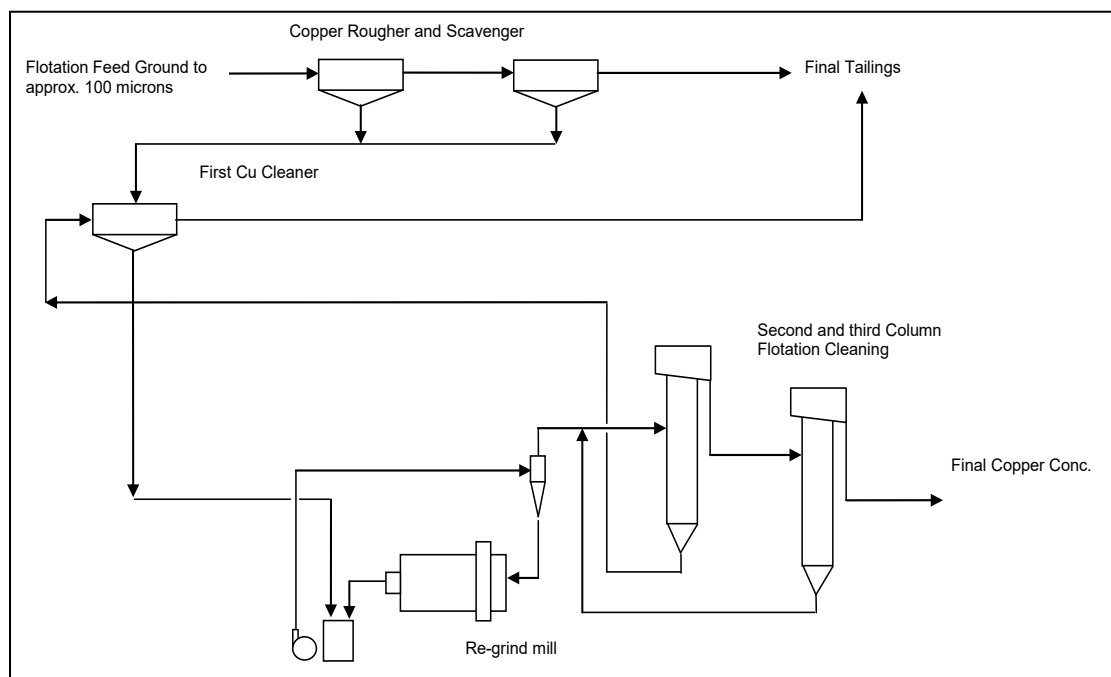 Copper Rougher and Scavenger
Flotation Feed Ground to
approx. 100 microns
Final Tailings
First Cu Cleaner
Second and third Column
Flotation Cleaning
Final Copper Conc.
Re-grind mill